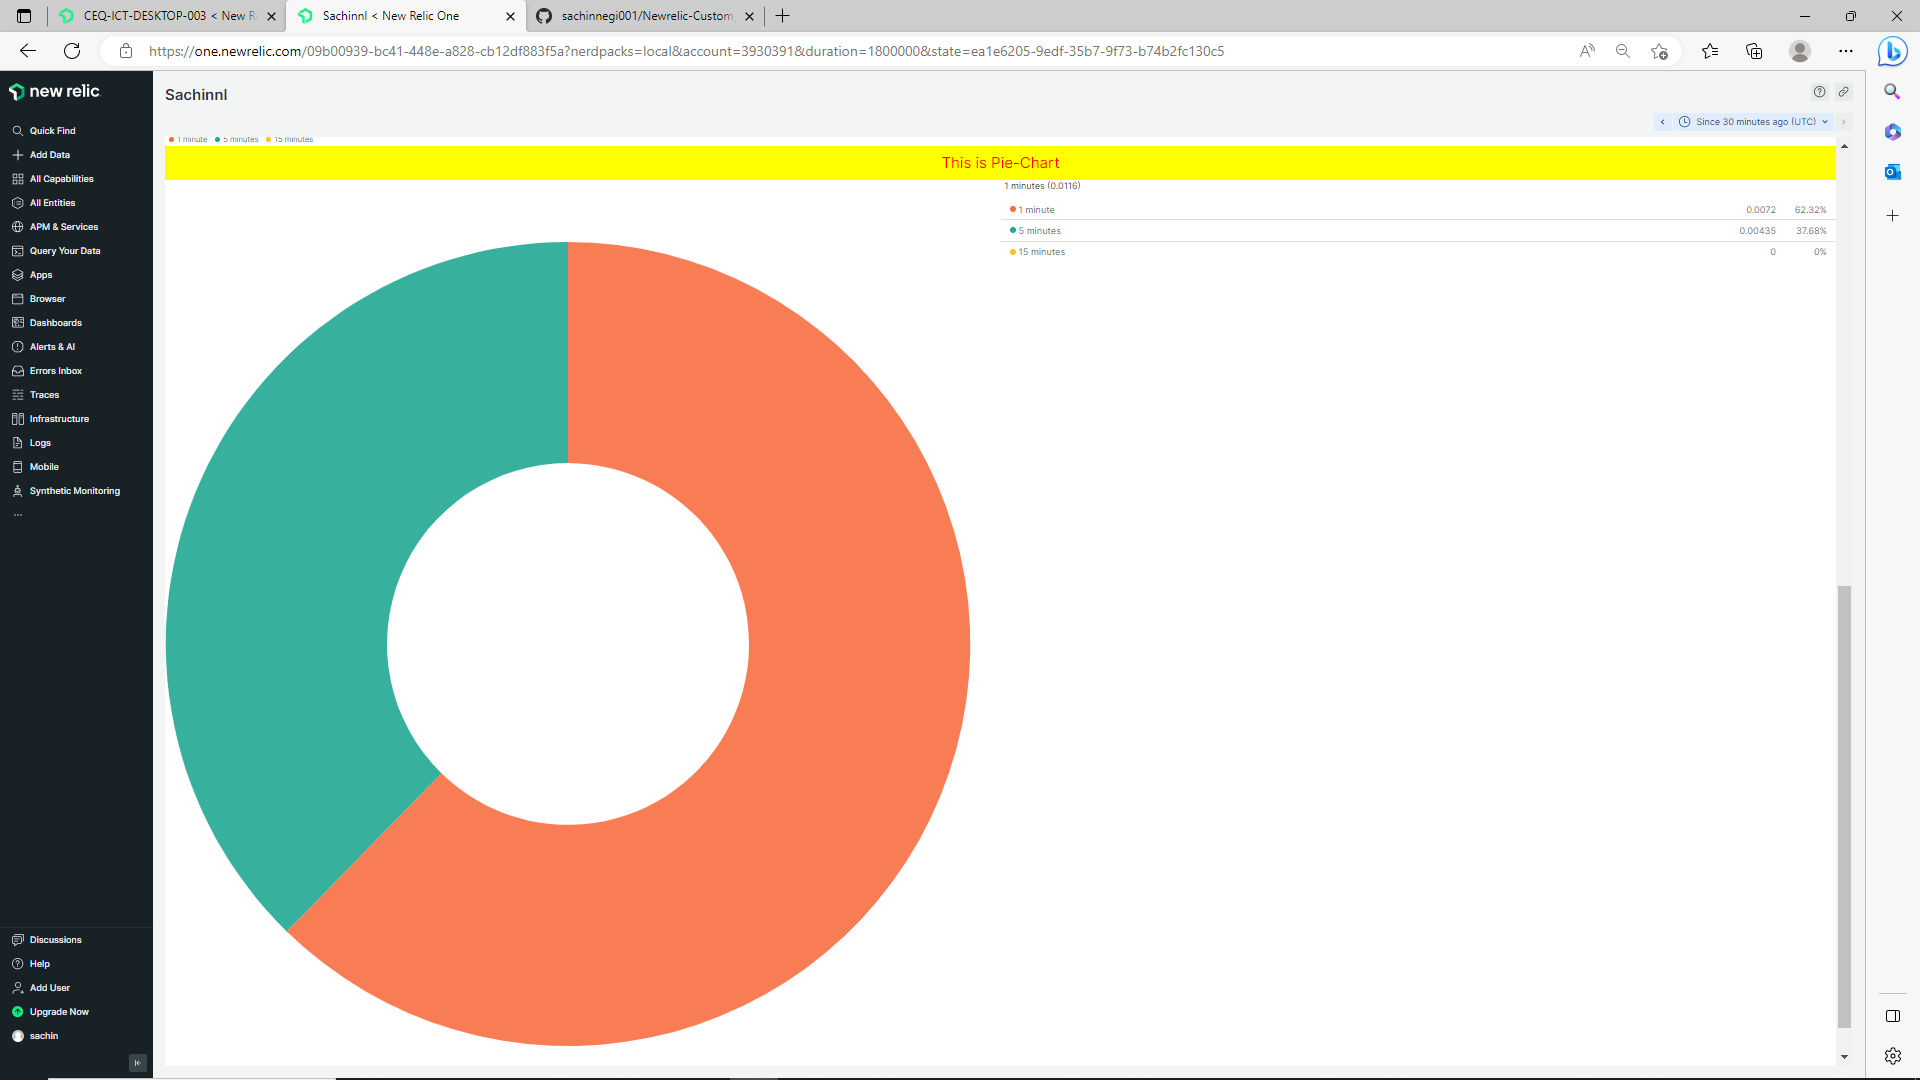 CEQ-ICT-DESKTOP-003 < New R
Sachinnl < New Relic One
sachinnegi001/Newrelic-Custom
https://one.newrelic.com/09b00939-bc41-448e-a828-cb12df883f5a?nerdpacks=local&account=3930391&duration=1800000&state=ea1e6205-9edf-35b7-9f73-b74b2fc130c5
new relic
Sachinnl
Since 30 minutes ago (UTC)
Quick Find
Add Data
All Capabilities
All Entities
APM & Services
Query Your Data
Apps
Browser
Dashboards
Alerts & AI
Errors Inbox
Traces
Infrastructure
Logs
Mobile
Synthetic Monitoring
...
Discussions
Help
Add User
Upgrade Now
sachin
1 minute 5 minutes 15 minutes
This is Pie-Chart
1 minutes (0.0116)
1 minute 0.0072 62.32%
5 minutes 0.00435 37.68%
15 minutes 0 0%